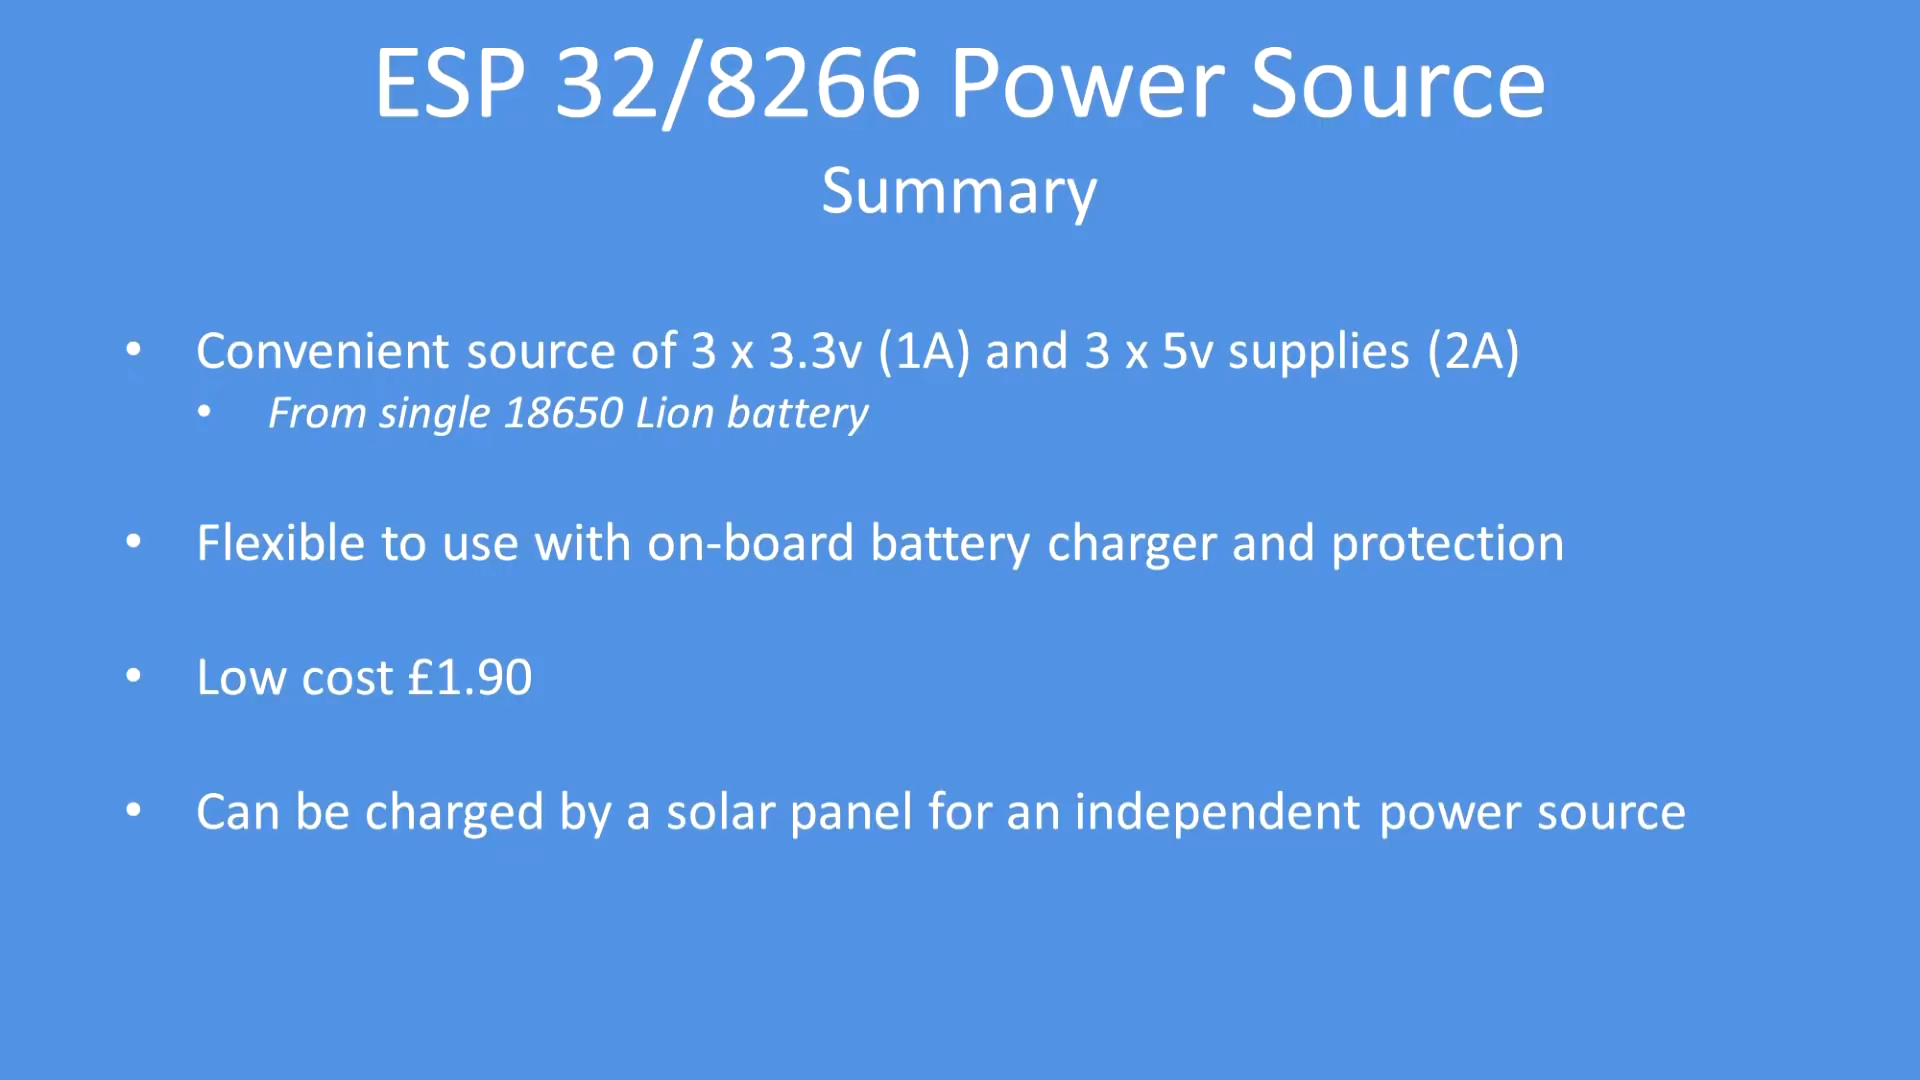 ESP 32/8266 Power Source
Summary
• Convenient source of 3 x 3.3v (1A) and 3 x 5v supplies (2A)
• From single 18650 Lion battery
• Flexible to use with on-board battery charger and protection
• Low cost £1.90
• Can be charged by a solar panel for an independent power source